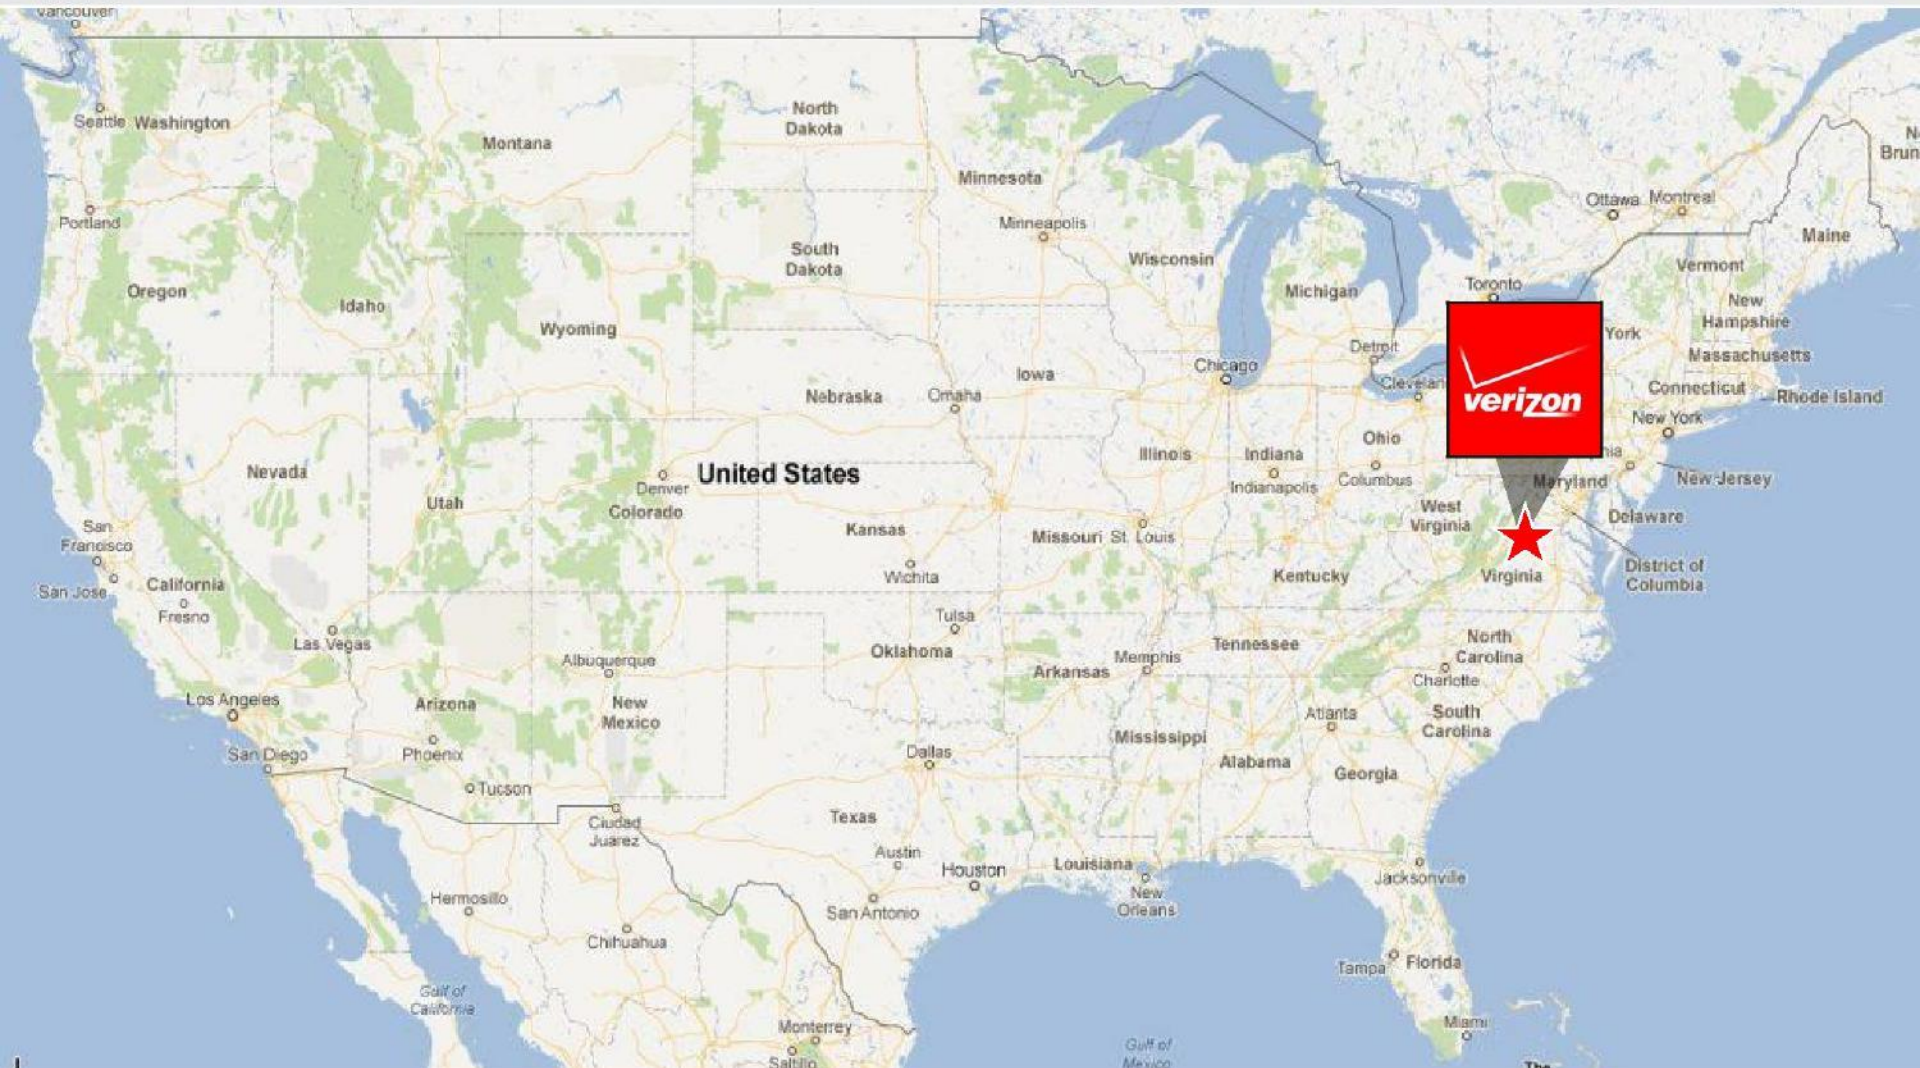 Vancouver
Seattle
Washington
Portland
Oregon
Idaho
Montana
North
Dakota
South
Dakota
Minnesota
Minneapolis
Wisconsin
Michigan
Ottawa
Montreal
Maine
Brun
Toronto
Vermont
New
Hampshire
York
Massachusetts
Connecticut
Rhode Island
New York
New Jersey
Wyoming
Nebraska
Omaha
Iowa
Chicago
Detroit
Clevelan
verizon
nia
Nevada
Utah
Denver
Colorado
United States
Kansas
Wichita
Missouri
St. Louis
Illinois
Indiana
Indianapolis
Ohio
Columbus
West
Virginia
Maryland
Delaware
District of
Columbia
Virginia
Kentucky
San
Francisco
San Jose
California
Fresno
Las Vegas
Los Angeles
San Diego
Arizona
Phoenix
Tucson
Albuquerque
New
Mexico
Tulsa
Oklahoma
Arkansas
Memphis
Tennessee
North
Carolina
Charlotte
South
Carolina
Atlanta
Georgia
Alabama
Mississippi
Dallas
Texas
Austin
Houston
San Antonio
Louisiana
New
Orleans
Jacksonville
Tampa
Florida
Miami
Ciudad
Juarez
Hermosillo
Chihuahua
Gulf of
California
Monterrey
Saltillo
Gulf of
Mexico
The